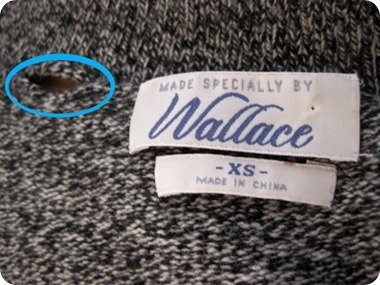 MADE SPECIALLY BY
Wallace
- XS -
MADE IN CHINA